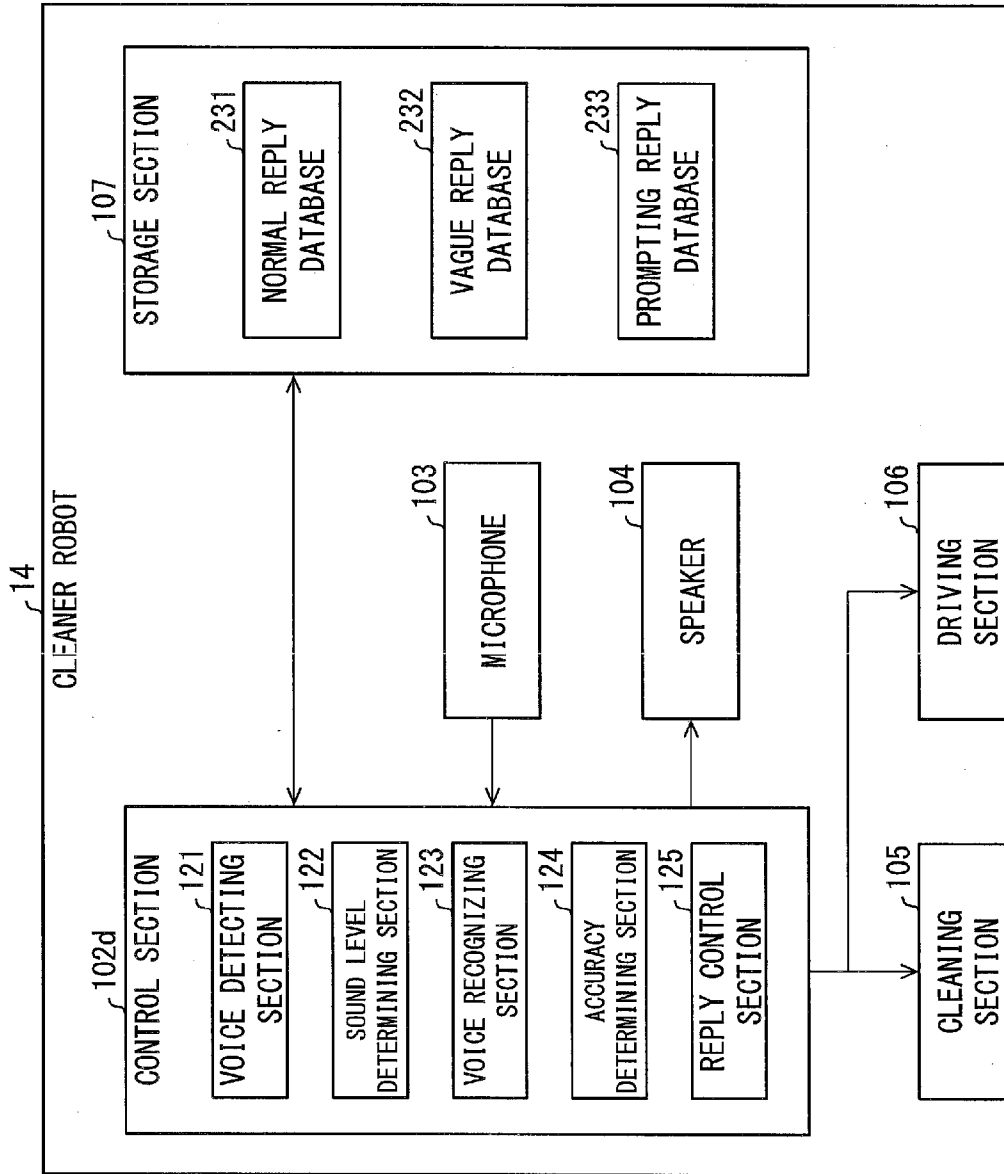 14
CLEANER ROBOT
102d
CONTROL SECTION
121
VOICE DETECTING
SECTION
122
SOUND LEVEL
DETERMINING SECTION
123
VOICE RECOGNIZING
SECTION
124
ACCURACY
DETERMINING SECTION
125
REPLY CONTROL
SECTION
103
MICROPHONE
104
SPEAKER
105
CLEANING
SECTION
106
DRIVING
SECTION
107
STORAGE SECTION
231
NORMAL REPLY
DATABASE
232
VAGUE REPLY
DATABASE
233
PROMPTING REPLY
DATABASE